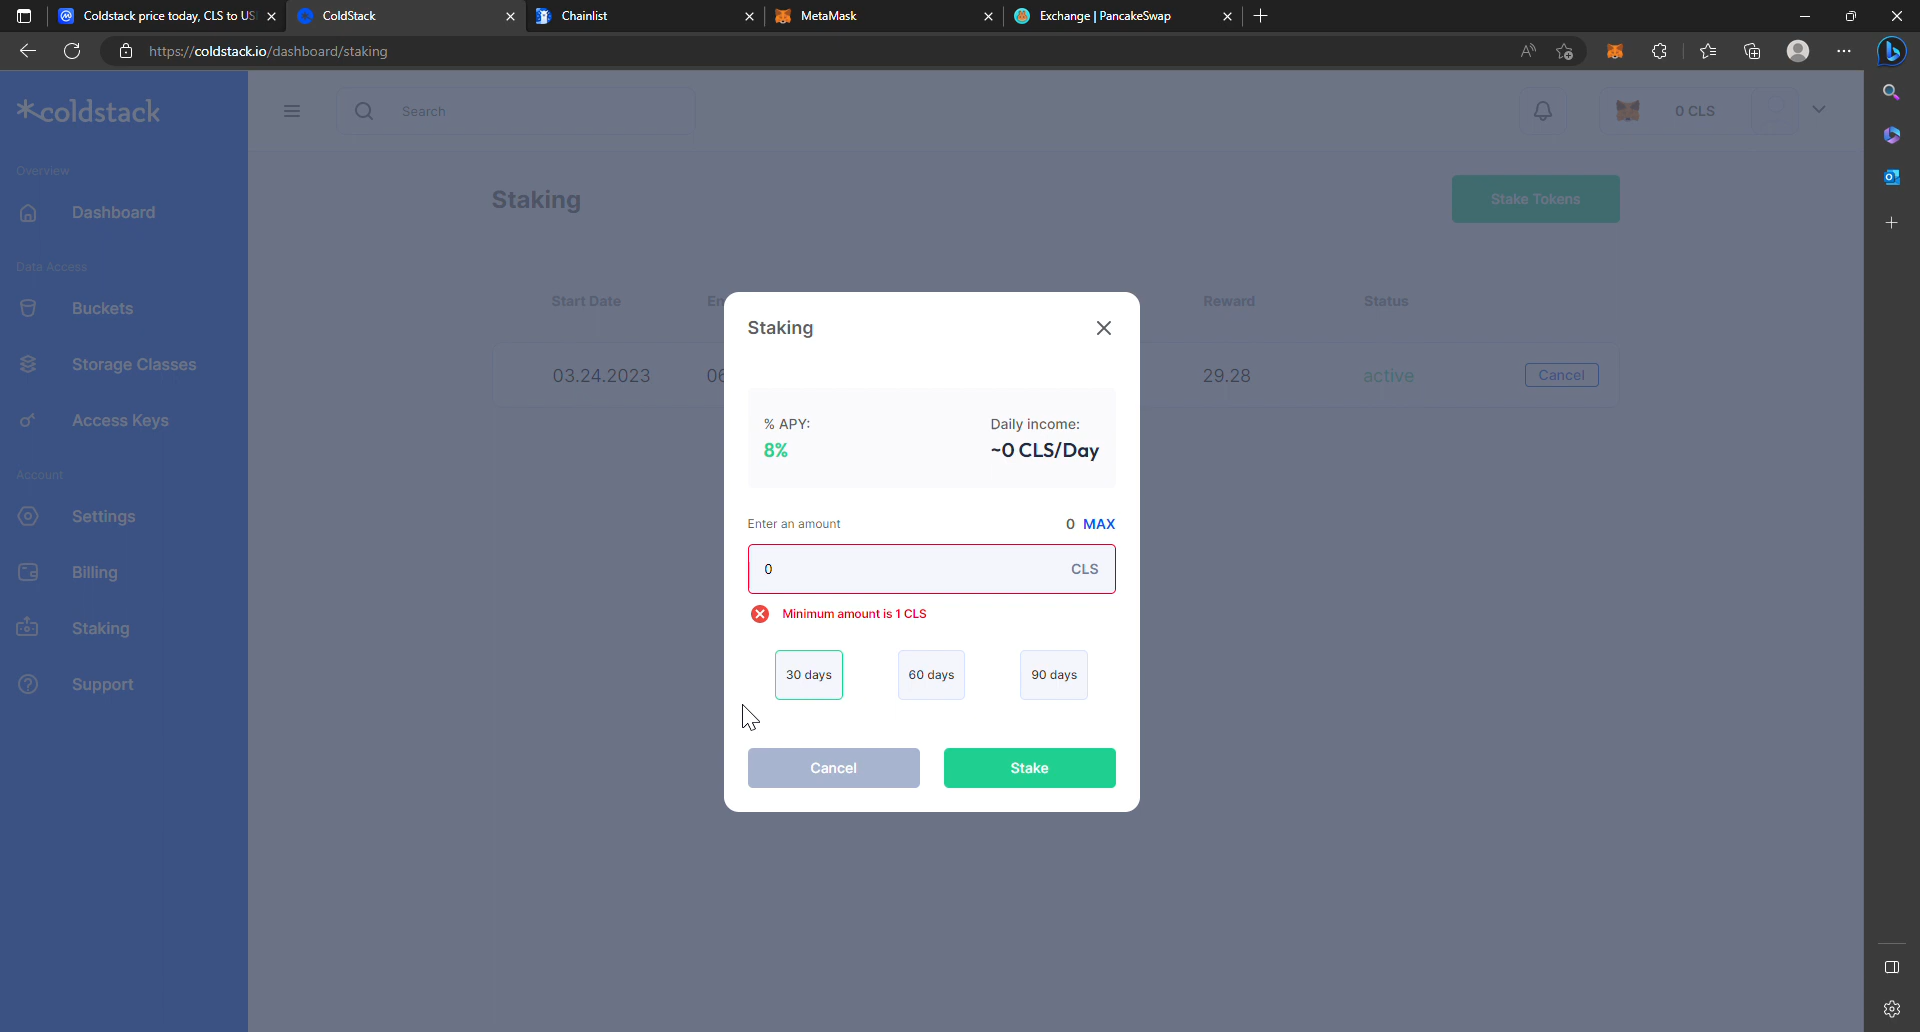 Coldstack price today, CLS to US
ColdStack
Chainlist
MetaMask
Exchange | PancakeSwap
https://coldstack.io/dashboard/staking
coldstack
Search
0 CLS
Overview
Dashboard
Data Access
Buckets
Storage Classes
Access Keys
Account
Settings
Billing
Staking
Support
Staking
Stake Tokens
Start Date
En
Reward
Status
03.24.2023
06
29.28
active
Cancel
Staking
% APY:
Daily income:
8%
~0 CLS/Day
Enter an amount
0 MAX
0
CLS
Minimum amount is 1 CLS
30 days
60 days
90 days
Cancel
Stake